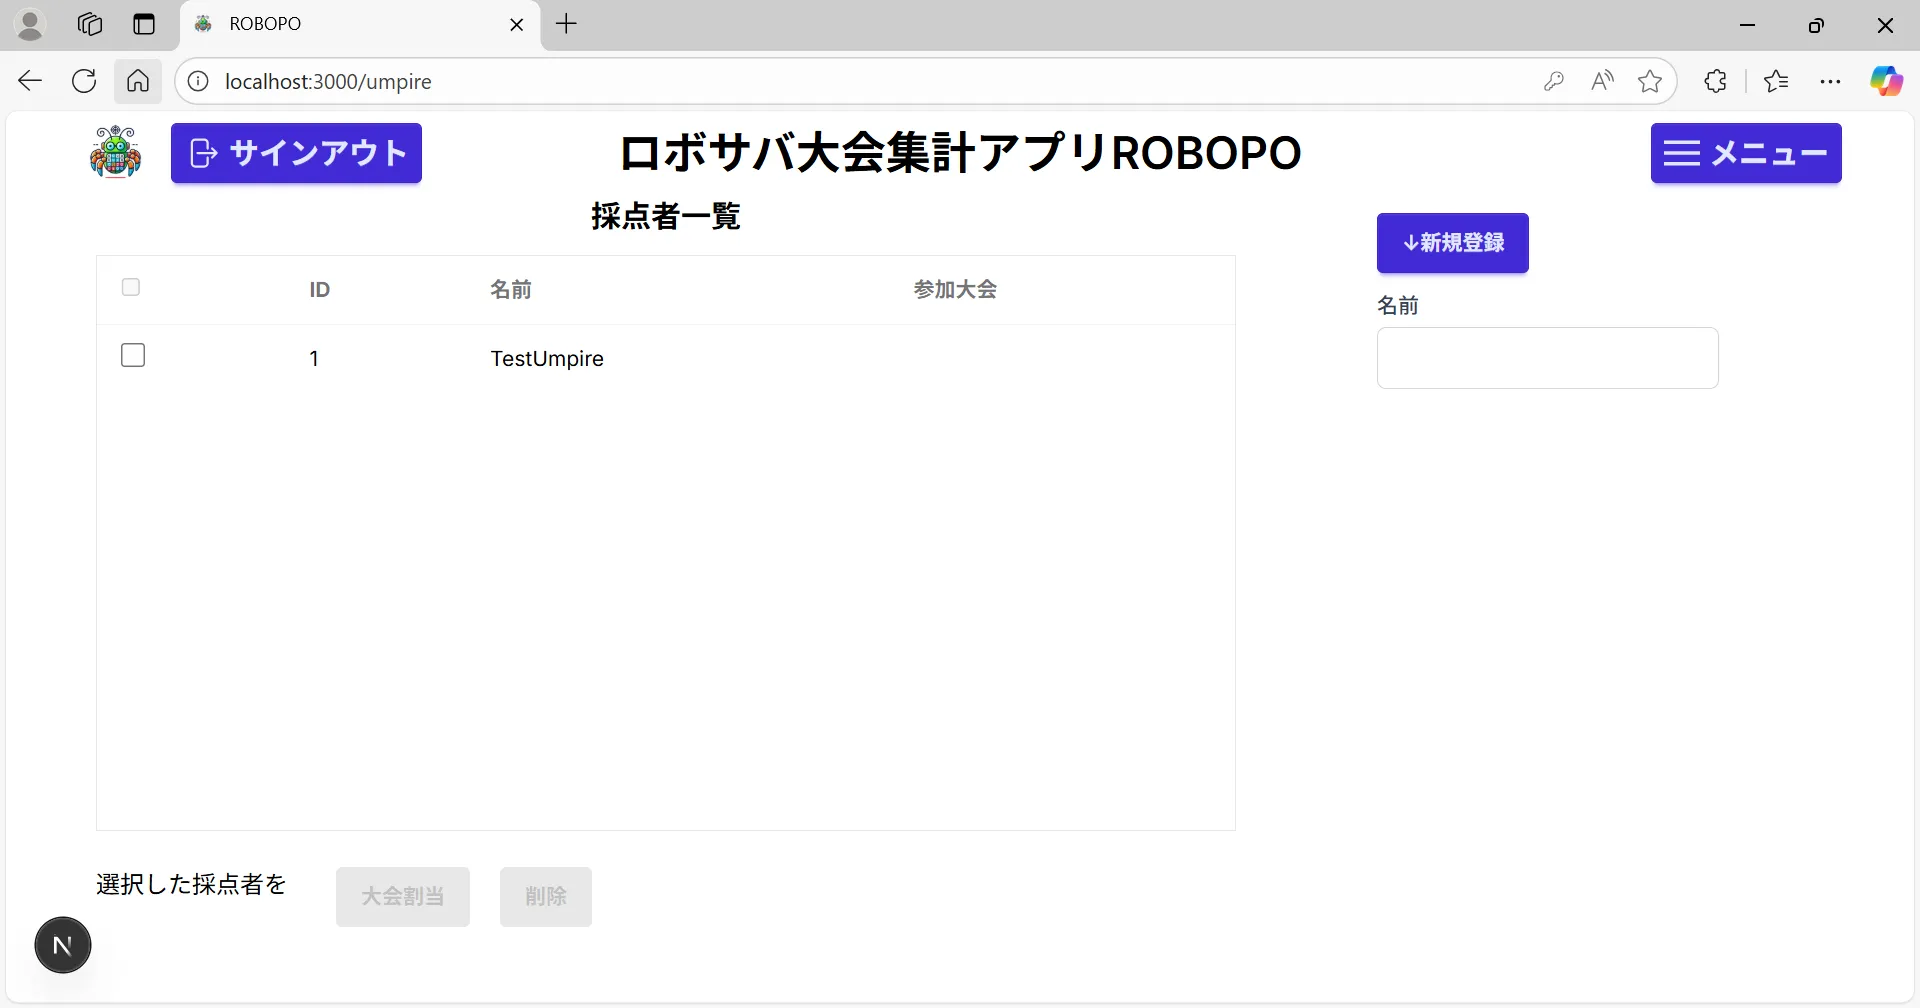 ROBOPO
localhost:3000/umpire
サインアウト
ロボサバ大会集計アプリROBOPO
メニュー
採点者一覧
ID 名前 参加大会
1 TestUmpire
↓新規登録
名前
選択した採点者を 大会割当 削除
N